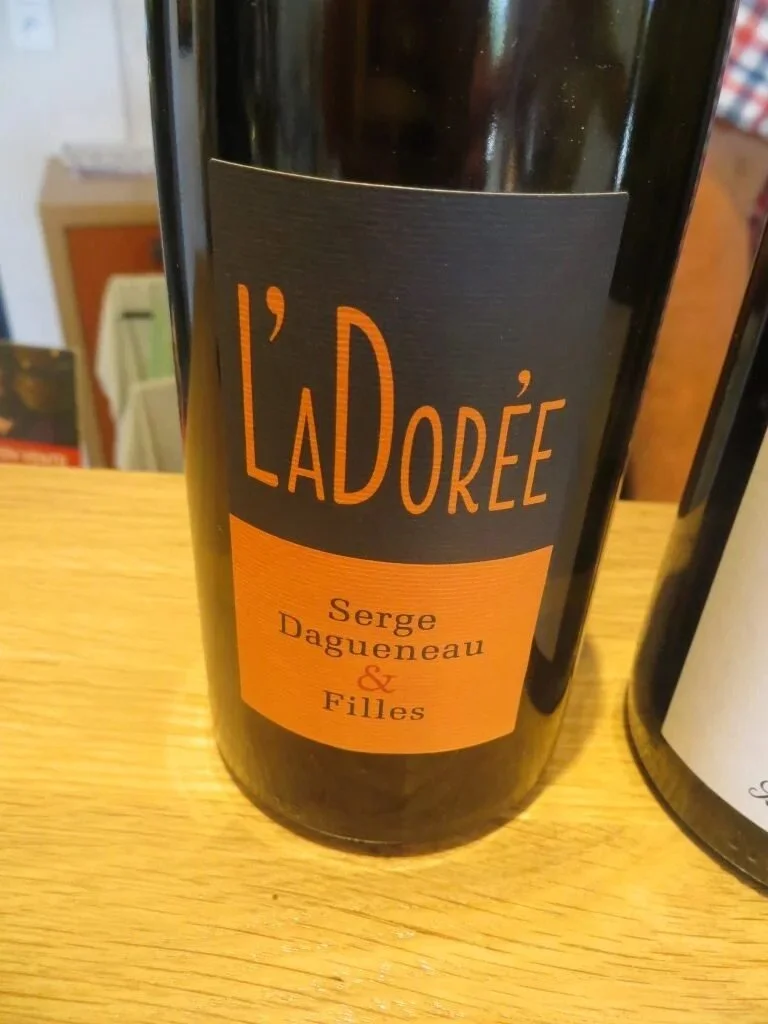 L'ADORÉE
Serge
Dagueneau
&
Filles